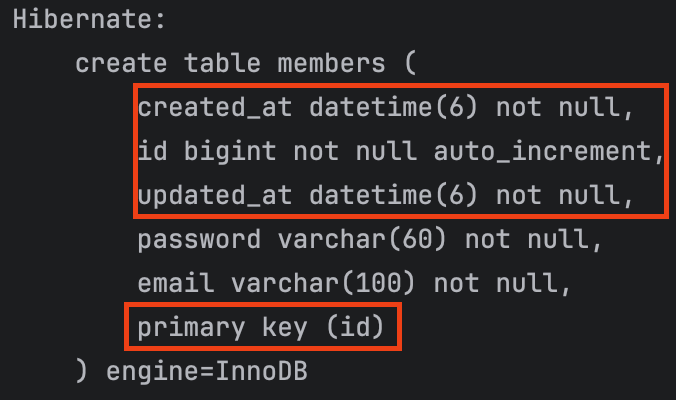 Hibernate:
create table members (
created_at datetime(6) not null,
id bigint not null auto_increment,
updated_at datetime(6) not null,
password varchar(60) not null,
email varchar(100) not null,
primary key (id)
) engine=InnoDB